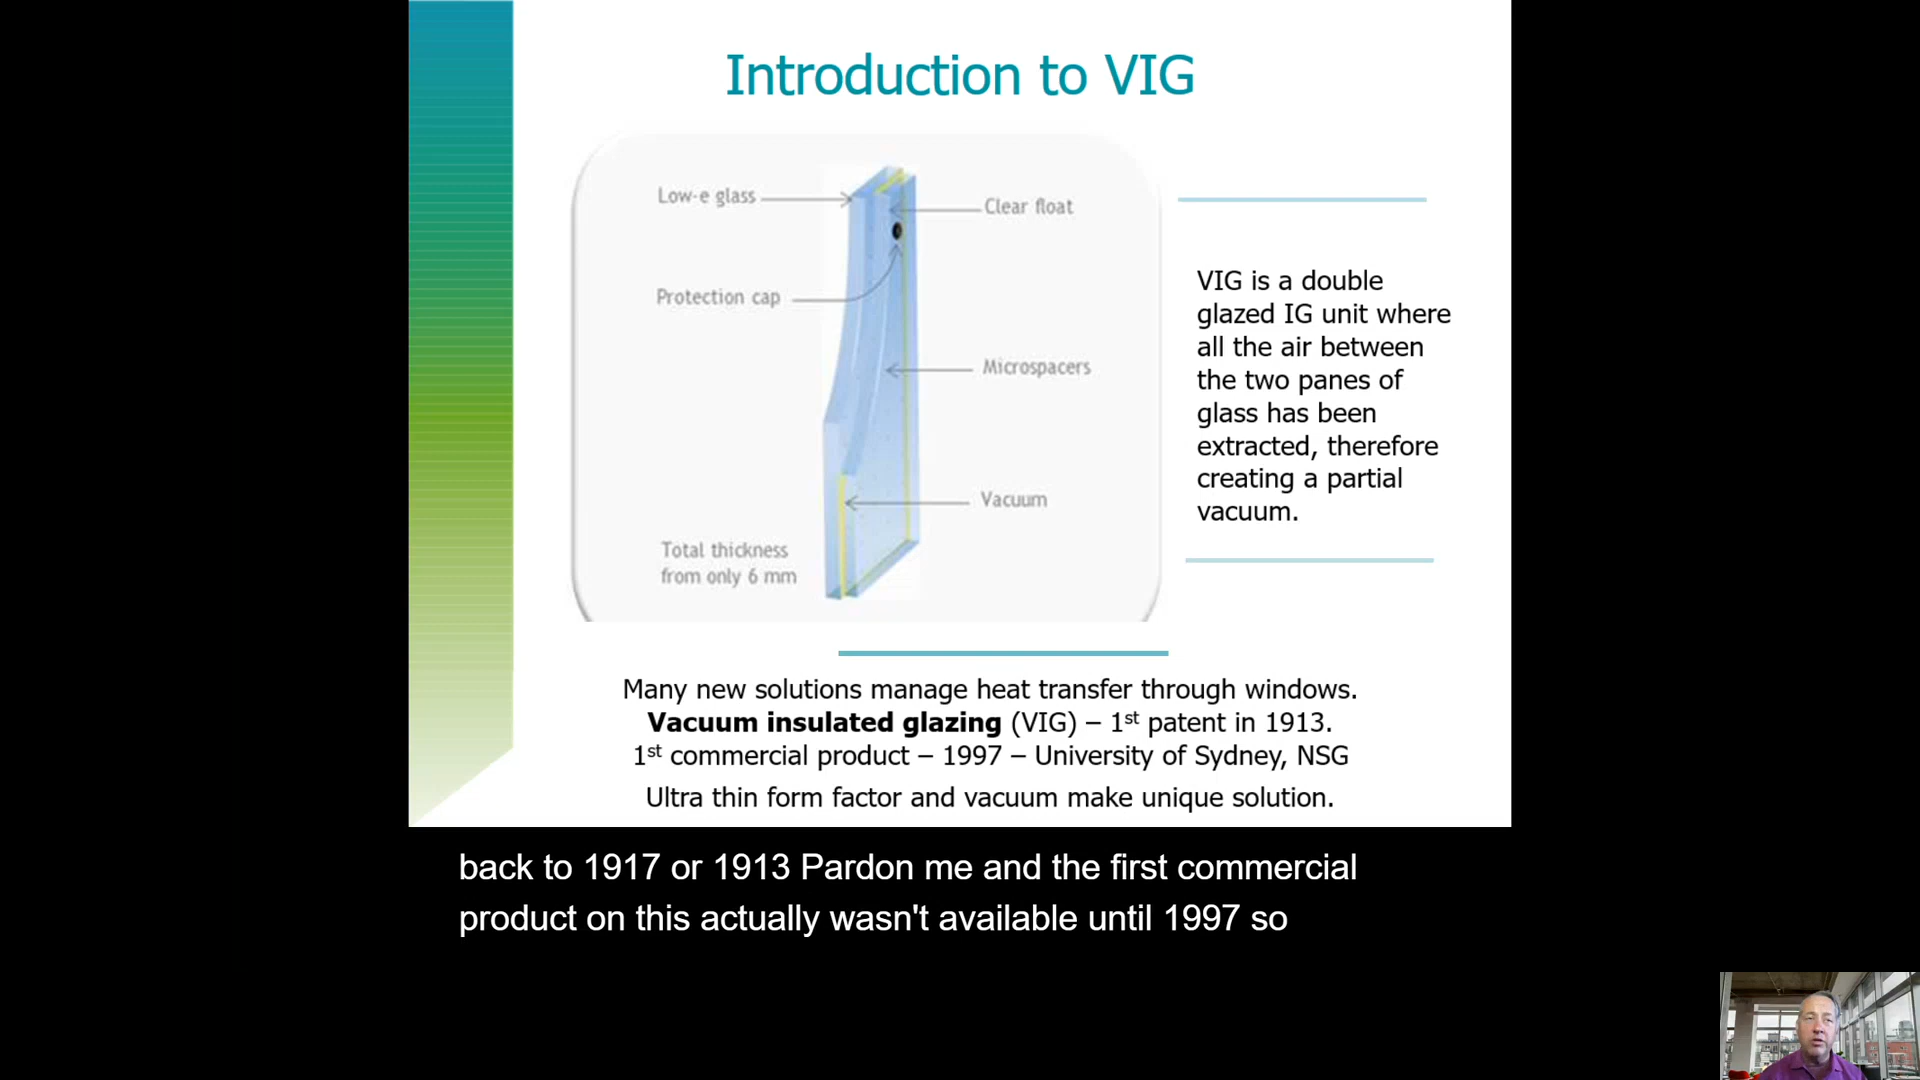 Introduction to VIG
Low-e glass
Clear float
Protection cap
Microspacers
Vacuum
Total thickness
from only 6 mm
VIG is a double
glazed IG unit where
all the air between
the two panes of
glass has been
extracted, therefore
creating a partial
vacuum.
Many new solutions manage heat transfer through windows.
Vacuum insulated glazing (VIG) – 1st patent in 1913.
1st commercial product – 1997 – University of Sydney, NSG
Ultra thin form factor and vacuum make unique solution.
back to 1917 or 1913 Pardon me and the first commercial
product on this actually wasn't available until 1997 so